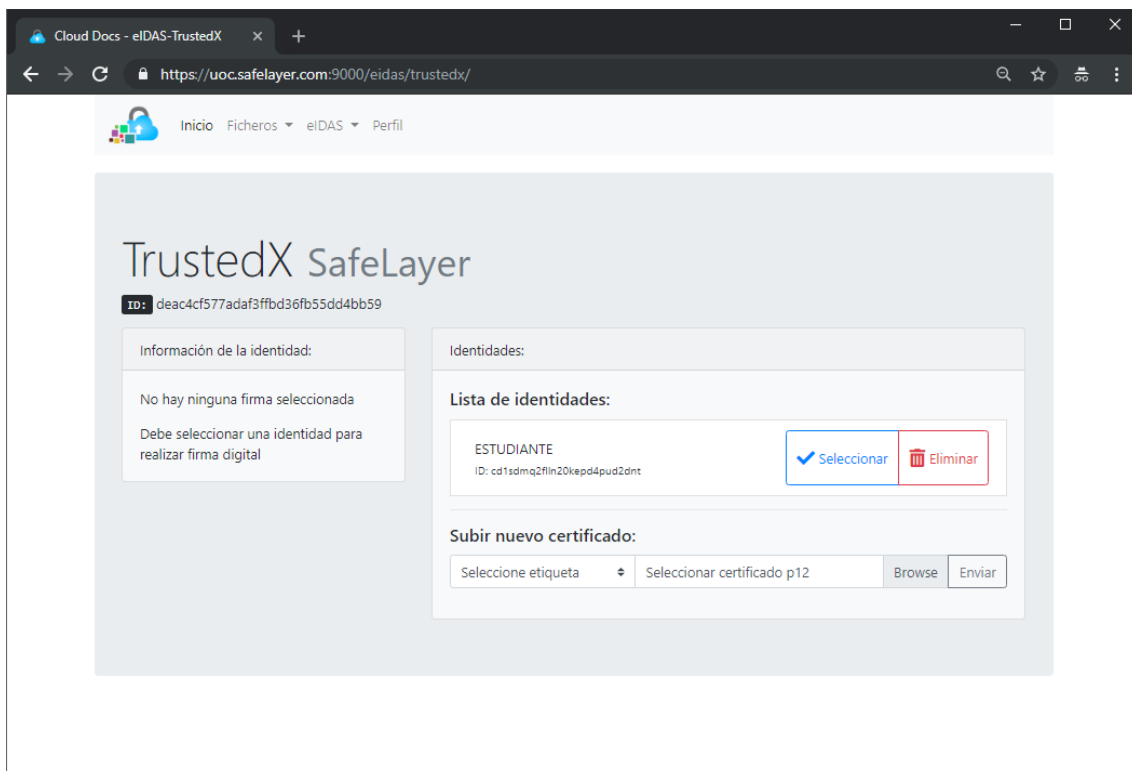 Cloud Docs - eIDAS-TrustedX
https://uoc.safelayer.com:9000/eidas/trustedx/
Inicio Ficheros eIDAS Perfil
TrustedX SafeLayer
ID: deac4cf577adaf3ffbd36fb55dd4bb59
Información de la identidad:
No hay ninguna firma seleccionada
Debe seleccionar una identidad para
realizar firma digital
Identidades:
Lista de identidades:
ESTUDIANTE
ID: cd1sdmq2flln20kepd4pud2dnt
Seleccionar
Eliminar
Subir nuevo certificado:
Seleccione etiqueta
Seleccionar certificado p12
Browse
Enviar